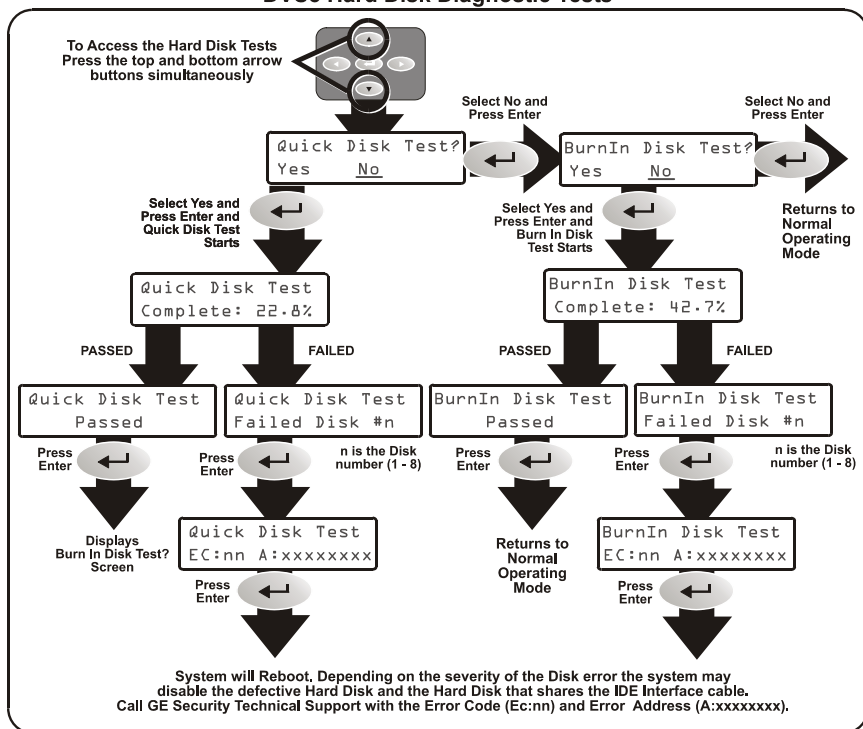 To Access the Hard Disk Tests
Press the top and bottom arrow
buttons simultaneously
Select No and
Press Enter
Select No and
Press Enter
Quick Disk Test?
Yes No
BurnIn Disk Test?
Yes No
Select Yes and
Press Enter and
Quick Disk Test
Starts
Select Yes and
Press Enter and
Burn In Disk
Test Starts
Returns to
Normal
Operating
Mode
Quick Disk Test
Complete: 22.8%
BurnIn Disk Test
Complete: 42.7%
PASSED
FAILED
PASSED
FAILED
Quick Disk Test
Passed
Quick Disk Test
Failed Disk #n
BurnIn Disk Test
Passed
BurnIn Disk Test
Failed Disk #n
Press
Enter
Press
Enter
n is the Disk
number (1 - 8)
Press
Enter
Press
Enter
n is the Disk
number (1 - 8)
Displays
Burn In Disk Test?
Screen
Quick Disk Test
EC:nn A:xxxxxxxx
Returns to
Normal
Operating
Mode
BurnIn Disk Test
EC:nn A:xxxxxxxx
Press
Enter
Press
Enter
System will Reboot. Depending on the severity of the Disk error the system may
disable the defective Hard Disk and the Hard Disk that shares the IDE Interface cable.
Call GE Security Technical Support with the Error Code (Ec:nn) and Error Address (A:xxxxxxxx).